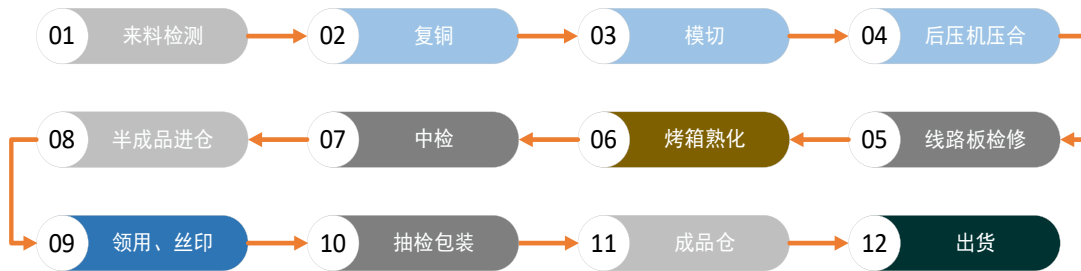 01 来料检测
02 复铜
03 模切
04 后压机压合
05 线路板检修
06 烤箱熟化
07 中检
08 半成品进仓
09 领用、丝印
10 抽检包装
11 成品仓
12 出货